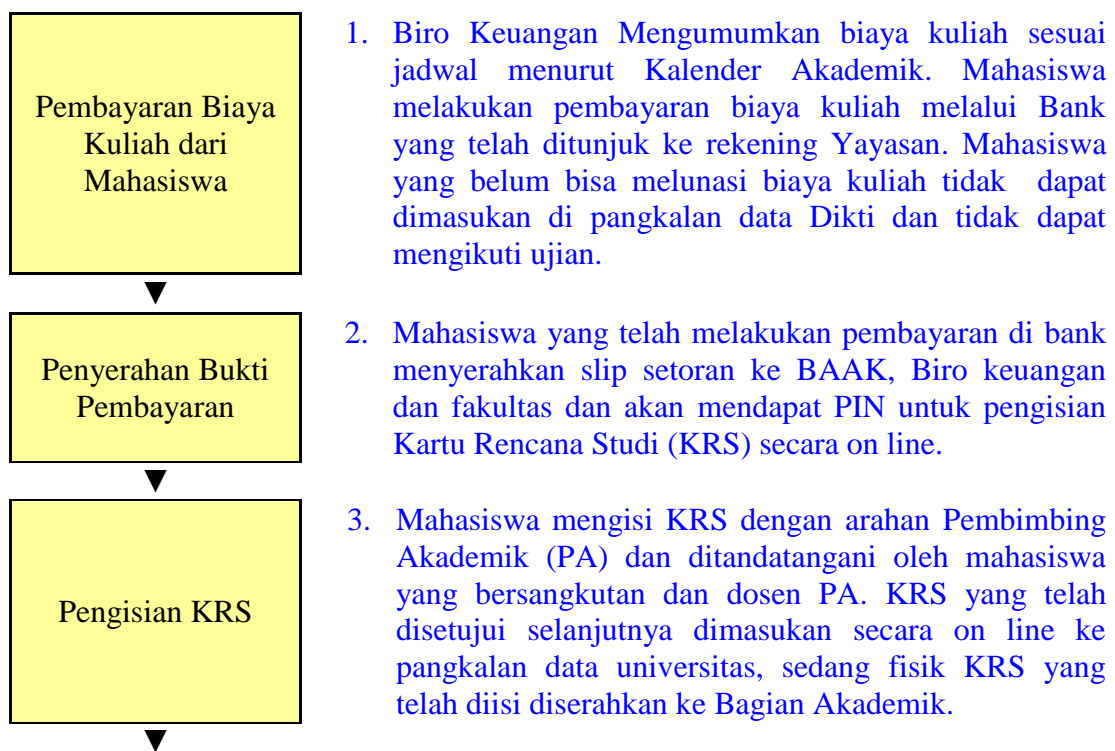 Pembayaran Biaya
Kuliah dari
Mahasiswa
1. Biro Keuangan Mengumumkan biaya kuliah sesuai
jadwal menurut Kalender Akademik. Mahasiswa
melakukan pembayaran biaya kuliah melalui Bank
yang telah ditunjuk ke rekening Yayasan. Mahasiswa
yang belum bisa melunasi biaya kuliah tidak dapat
dimasukan di pangkalan data Dikti dan tidak dapat
mengikuti ujian.
Penyerahan Bukti
Pembayaran
2. Mahasiswa yang telah melakukan pembayaran di bank
menyerahkan slip setoran ke BAAK, Biro keuangan
dan fakultas dan akan mendapat PIN untuk pengisian
Kartu Rencana Studi (KRS) secara on line.
Pengisian KRS
3. Mahasiswa mengisi KRS dengan arahan Pembimbing
Akademik (PA) dan ditandatangani oleh mahasiswa
yang bersangkutan dan dosen PA. KRS yang telah
disetujui selanjutnya dimasukan secara on line ke
pangkalan data universitas, sedang fisik KRS yang
telah diisi diserahkan ke Bagian Akademik.